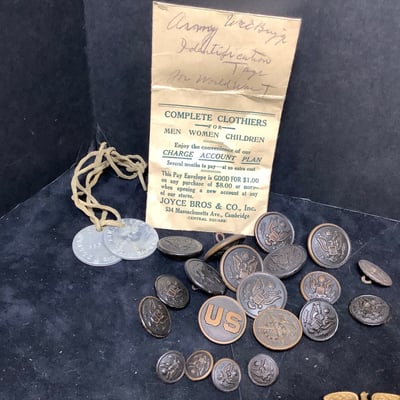 Army
Identification
Tags
for World War I
COMPLETE CLOTHIERS
FOR
MEN WOMEN CHILDREN
Enjoy the convenience of our
CHARGE ACCOUNT PLAN
Several months to pay—at no extra cost
This Pay Envelope is GOOD FOR $1.00
on any purchase of $8.00 or more
when opening a new account at any
of our stores.
JOYCE BROS & CO., Inc.
534 Massachusetts Ave., Cambridge
(CENTRAL SQUARE)
US